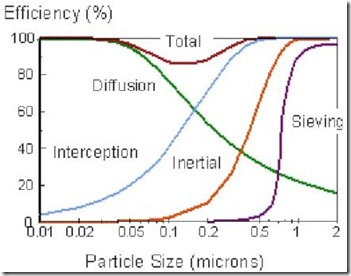 Efficiency (%)
100
80
60
40
20
0
Total
Diffusion
Interception
Inertial
Sieving
0.01 0.02 0.05 0.1 0.2 0.5 1 2
Particle Size (microns)